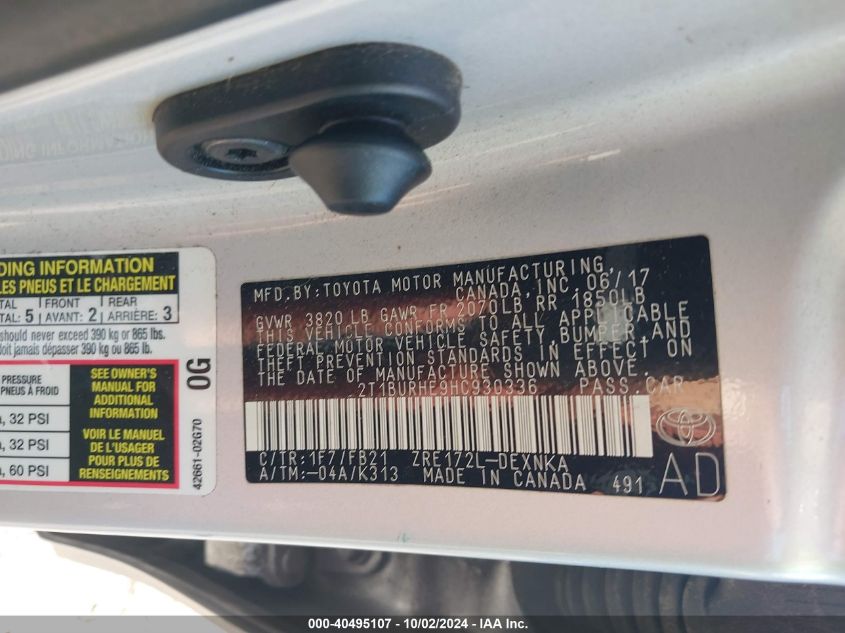 DING INFORMATION
LES PNEUS ET LE CHARGEMENT
TAL FRONT REAR
TAL: 5 AVANT: 2 ARRIÈRE: 3
should never exceed 390 kg or 865 lbs.
doit jamais dépasser 390 kg ou 865 lb.
PRESSURE
PNEUS À FROID
, 32 PSI
, 32 PSI
, 60 PSI
SEE OWNER'S
MANUAL FOR
ADDITIONAL
INFORMATION
VOIR LE MANUEL
DE L'USAGER
POUR PLUS DE
RENSEIGNEMENTS
0G
42661-02G70
MFD.BY:TOYOTA MOTOR MANUFACTURING,
CANADA,INC.06/17
GVWR 3820 LB GAWR FR 2070LB RR 1850LB
THIS VEHICLE CONFORMS TO ALL APPLICABLE
FEDERAL MOTOR VEHICLE SAFETY,BUMPER,AND
THEFT PREVENTION STANDARDS IN EFFECT ON
THE DATE OF MANUFACTURE SHOWN ABOVE.
2T1BURHE9HC930336 PASS.CAR
C/TR:1F7/FB21 ZRE172L-DEXNKA
A/TM:-04A/K313 MADE IN CANADA 491
AD
000-40495107 - 10/02/2024 - IAA Inc.